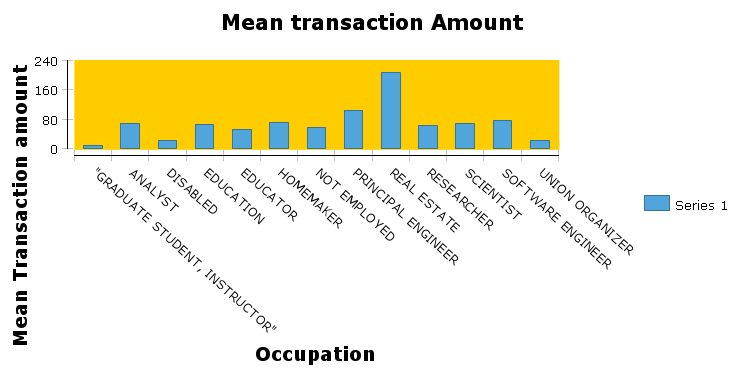 Mean transaction Amount
Mean Transaction amount
240
160
80
0
"GRADUATE STUDENT, INSTRUCTOR"
ANALYST
DISABLED
EDUCATION
EDUCATOR
HOMEMAKER
NOT EMPLOYED
PRINCIPAL ENGINEER
REAL ESTATE
RESEARCHER
SCIENTIST
SOFTWARE ENGINEER
UNION ORGANIZER
Series 1
Occupation